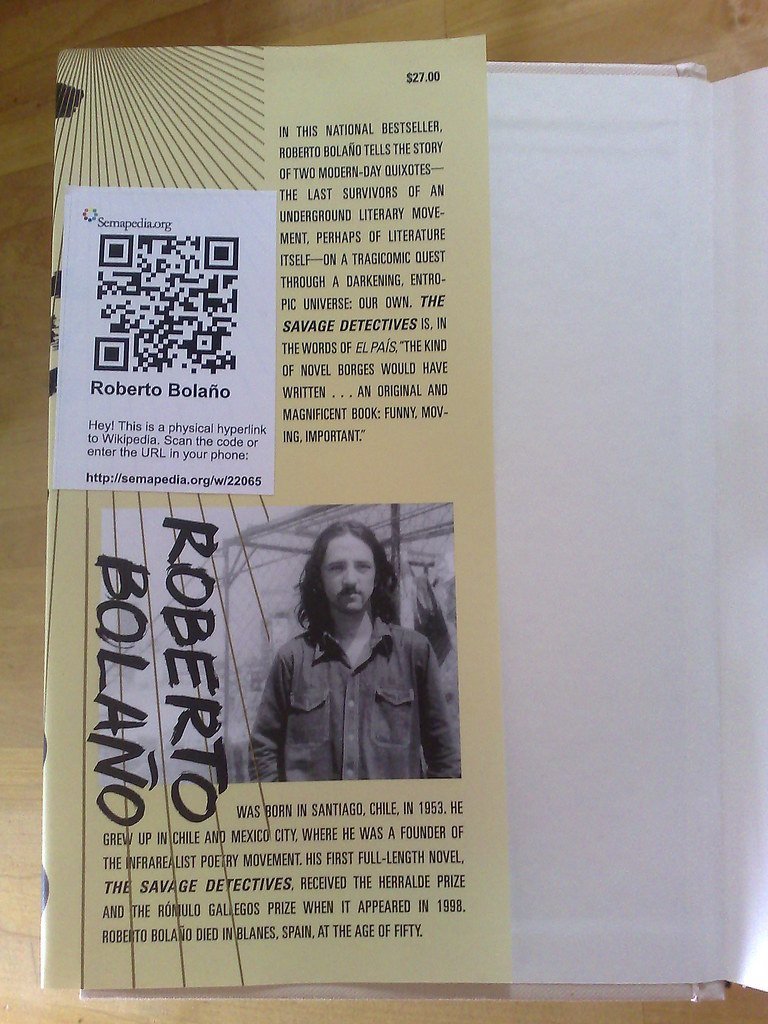 $27.00
IN THIS NATIONAL BESTSELLER,
ROBERTO BOLAÑO TELLS THE STORY
OF TWO MODERN-DAY QUIXOTES—
THE LAST SURVIVORS OF AN
UNDERGROUND LITERARY MOVE-
MENT, PERHAPS OF LITERATURE
ITSELF—ON A TRAGICOMIC QUEST
THROUGH A DARKENING, ENTRO-
PIC UNIVERSE: OUR OWN. THE
SAVAGE DETECTIVES IS, IN
THE WORDS OF EL PAÍS, "THE KIND
OF NOVEL BORGES WOULD HAVE
WRITTEN . . . AN ORIGINAL AND
MAGNIFICENT BOOK: FUNNY, MOV-
ING, IMPORTANT."
Semapedia.org
Roberto Bolaño
Hey! This is a physical hyperlink
to Wikipedia. Scan the code or
enter the URL in your phone:
http://semapedia.org/w/22065
ROBERTO
BOLAÑO
WAS BORN IN SANTIAGO, CHILE, IN 1953. HE
GREW UP IN CHILE AND MEXICO CITY, WHERE HE WAS A FOUNDER OF
THE INFRAREALIST POETRY MOVEMENT. HIS FIRST FULL-LENGTH NOVEL,
THE SAVAGE DETECTIVES, RECEIVED THE HERRALDE PRIZE
AND THE RÓMULO GALLEGOS PRIZE WHEN IT APPEARED IN 1998.
ROBERTO BOLAÑO DIED IN BLANES, SPAIN, AT THE AGE OF FIFTY.